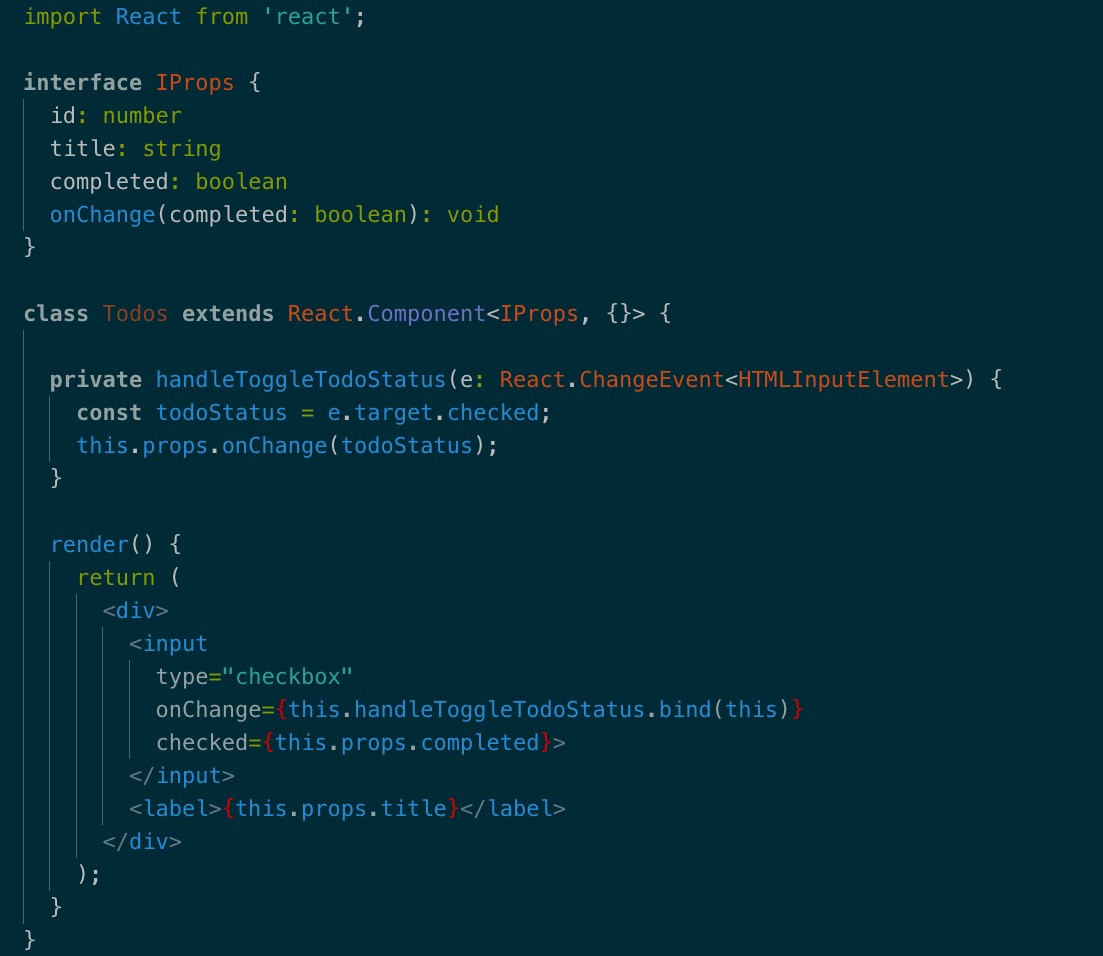 import React from 'react';
interface IProps {
id: number
title: string
completed: boolean
onChange(completed: boolean): void
}
class Todos extends React.Component<IProps, {}> {
private handleToggleTodoStatus(e: React.ChangeEvent<HTMLInputElement>) {
const todoStatus = e.target.checked;
this.props.onChange(todoStatus);
}
render() {
return (
<div>
<input
type="checkbox"
onChange={this.handleToggleTodoStatus.bind(this)}
checked={this.props.completed}>
</input>
<label>{this.props.title}</label>
</div>
);
}
}